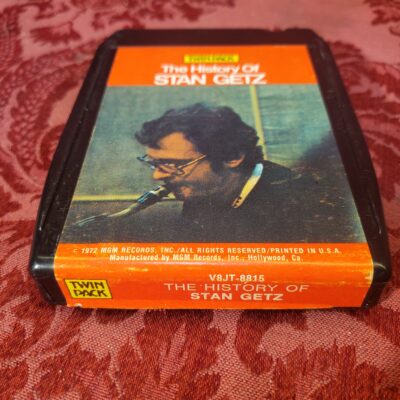 TWIN PACK
The History Of
STAN GETZ
© 1972 MGM RECORDS, INC./ALL RIGHTS RESERVED/PRINTED IN U.S.A.
Manufactured by MGM Records, Inc., Hollywood, Ca.
TWIN
PACK
V8JT-8815
THE HISTORY OF
STAN GETZ